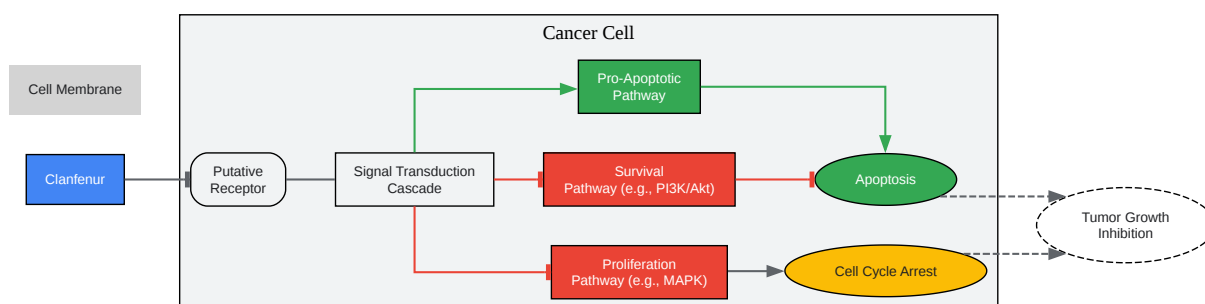 Cancer Cell
Cell Membrane
Pro-Apoptotic
Pathway
Clanfenur
Putative
Receptor
Signal Transduction
Cascade
Survival
Pathway (e.g., PI3K/Akt)
Apoptosis
Tumor Growth
Inhibition
Proliferation
Pathway (e.g., MAPK)
Cell Cycle Arrest